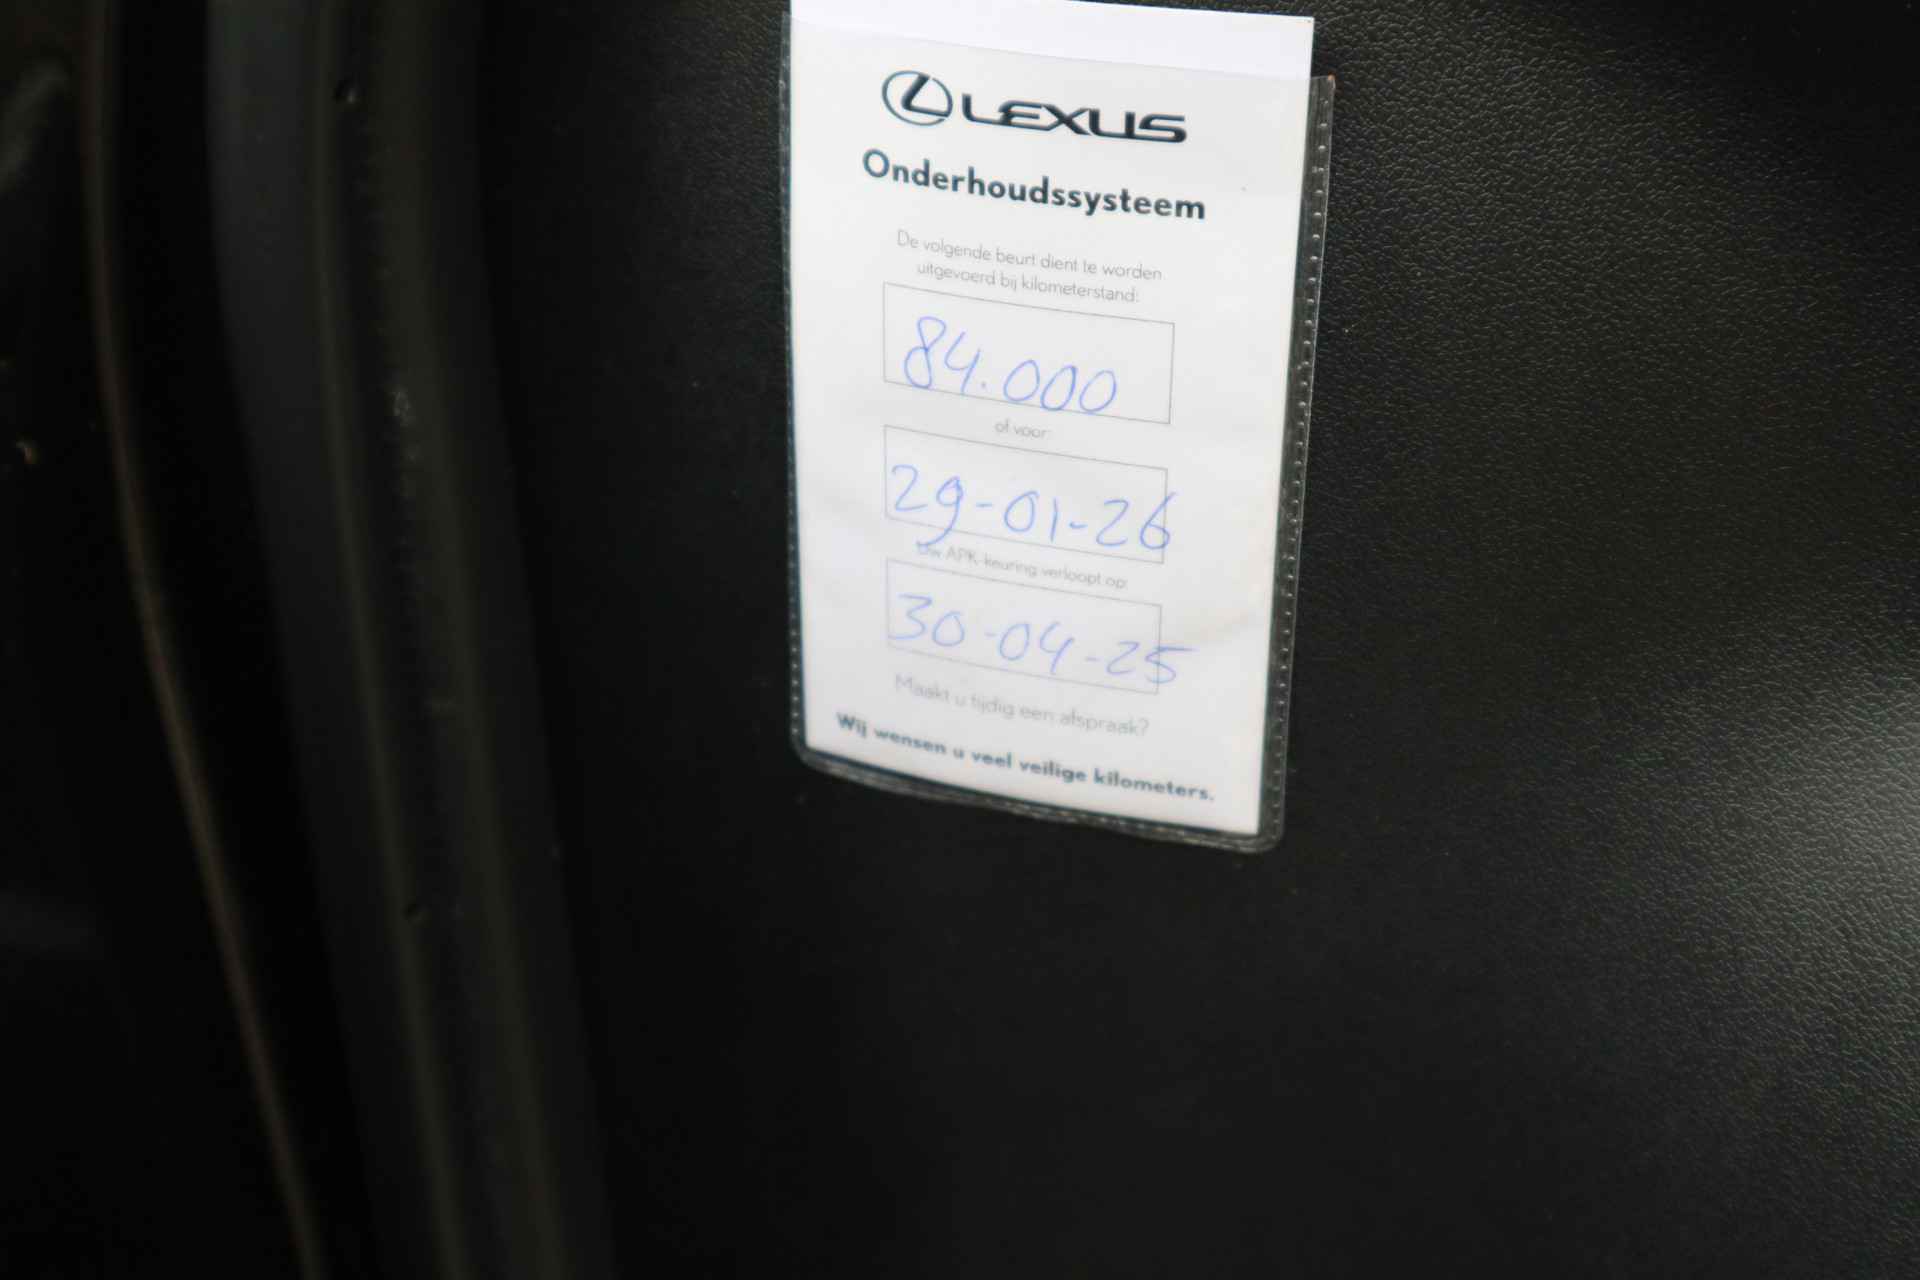 LEXUS
Onderhoudssysteem
De volgende beurt dient te worden
uitgevoerd bij kilometerstand:
84.000
of voor:
29-01-26
Uw APK-keuring verloopt op:
30-04-25
Maakt u tijdig een afspraak?
Wij wensen u veel veilige kilometers.